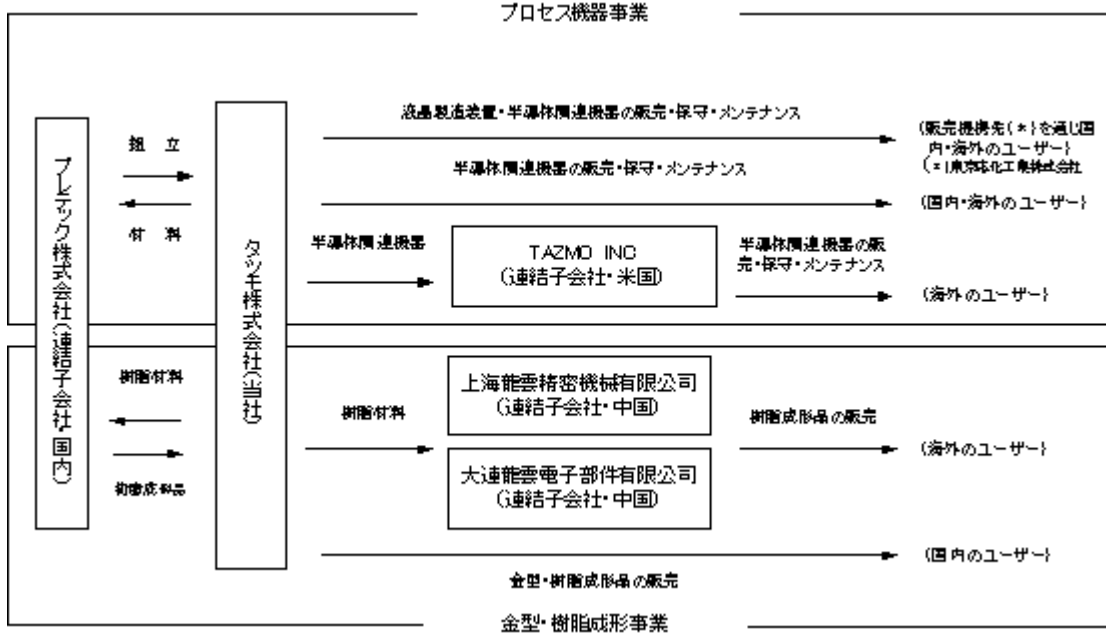 プロセス機器事業
液晶製造装置・半導体関連機器の販売・保守・メンテナンス
(販売提携先(*)を通じ国
内・海外のユーザー)
(*)東京応化工業株式会社
組 立
半導体関連機器の販売・保守・メンテナンス
(国内・海外のユーザー)
材 料
プレテック株式会社(連結子会社・国内)
タツモ株式会社(当社)
半導体関連機器
TAZMO INC
(連結子会社・米国)
半導体関連機器の販
売・保守・メンテナンス
(海外のユーザー)
樹脂材料
樹脂成形品
樹脂材料
上海龍雲精密機械有限公司
(連結子会社・中国)
大連龍雲電子部件有限公司
(連結子会社・中国)
樹脂成形品の販売
(海外のユーザー)
(国内のユーザー)
金型・樹脂成形品の販売
金型・樹脂成形事業